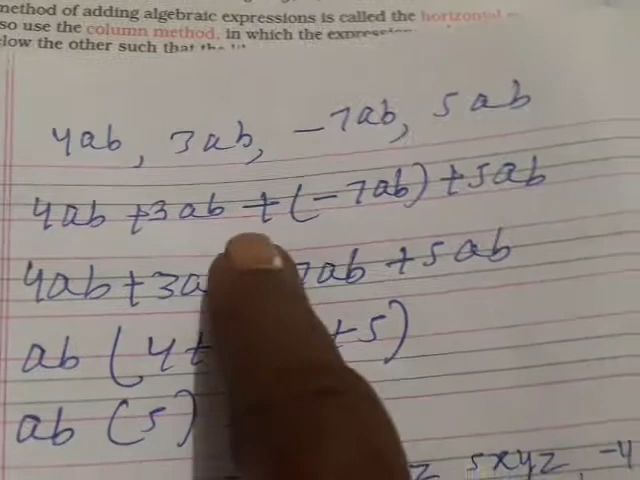 method of adding algebraic expressions is called the horizontal
so use the column method, in which the
low the other such that the
4ab, 3ab, -7ab, 5ab
4ab +3ab +(-7ab) +5ab
4ab+3a 7ab +5ab
ab (4+ +5)
ab (5)
5xyz, -4